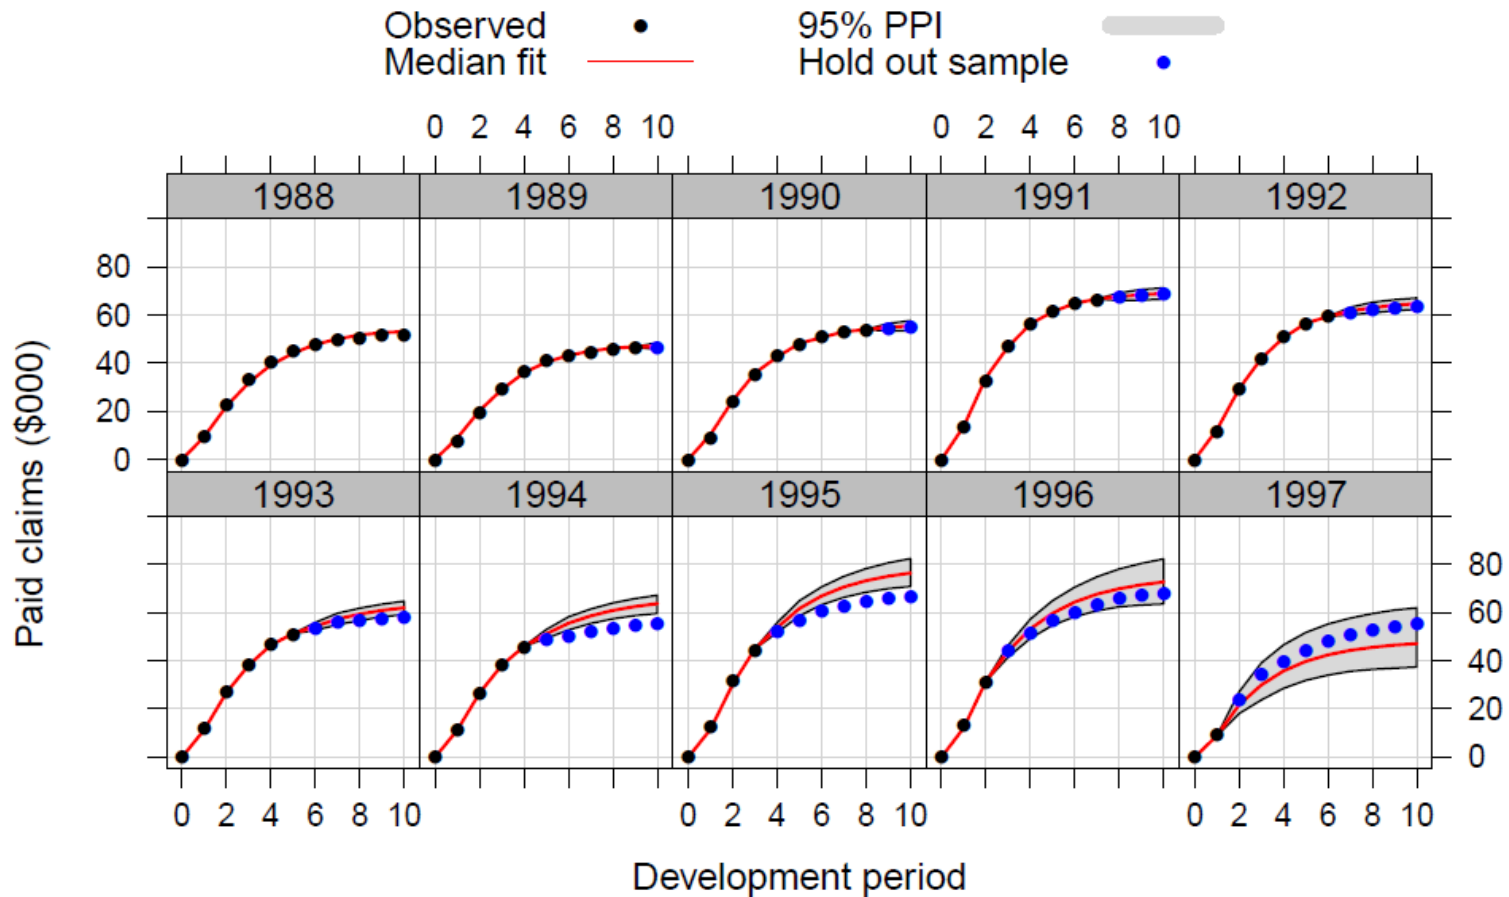 Observed 95% PPI
Median fit Hold out sample
0 2 4 6 8 10 0 2 4 6 8 10
1988 1989 1990 1991 1992
80
60
40
20
0
Paid claims ($000)
1993 1994 1995 1996 1997
80
60
40
20
0
0 2 4 6 8 10 0 2 4 6 8 10 0 2 4 6 8 10
Development period